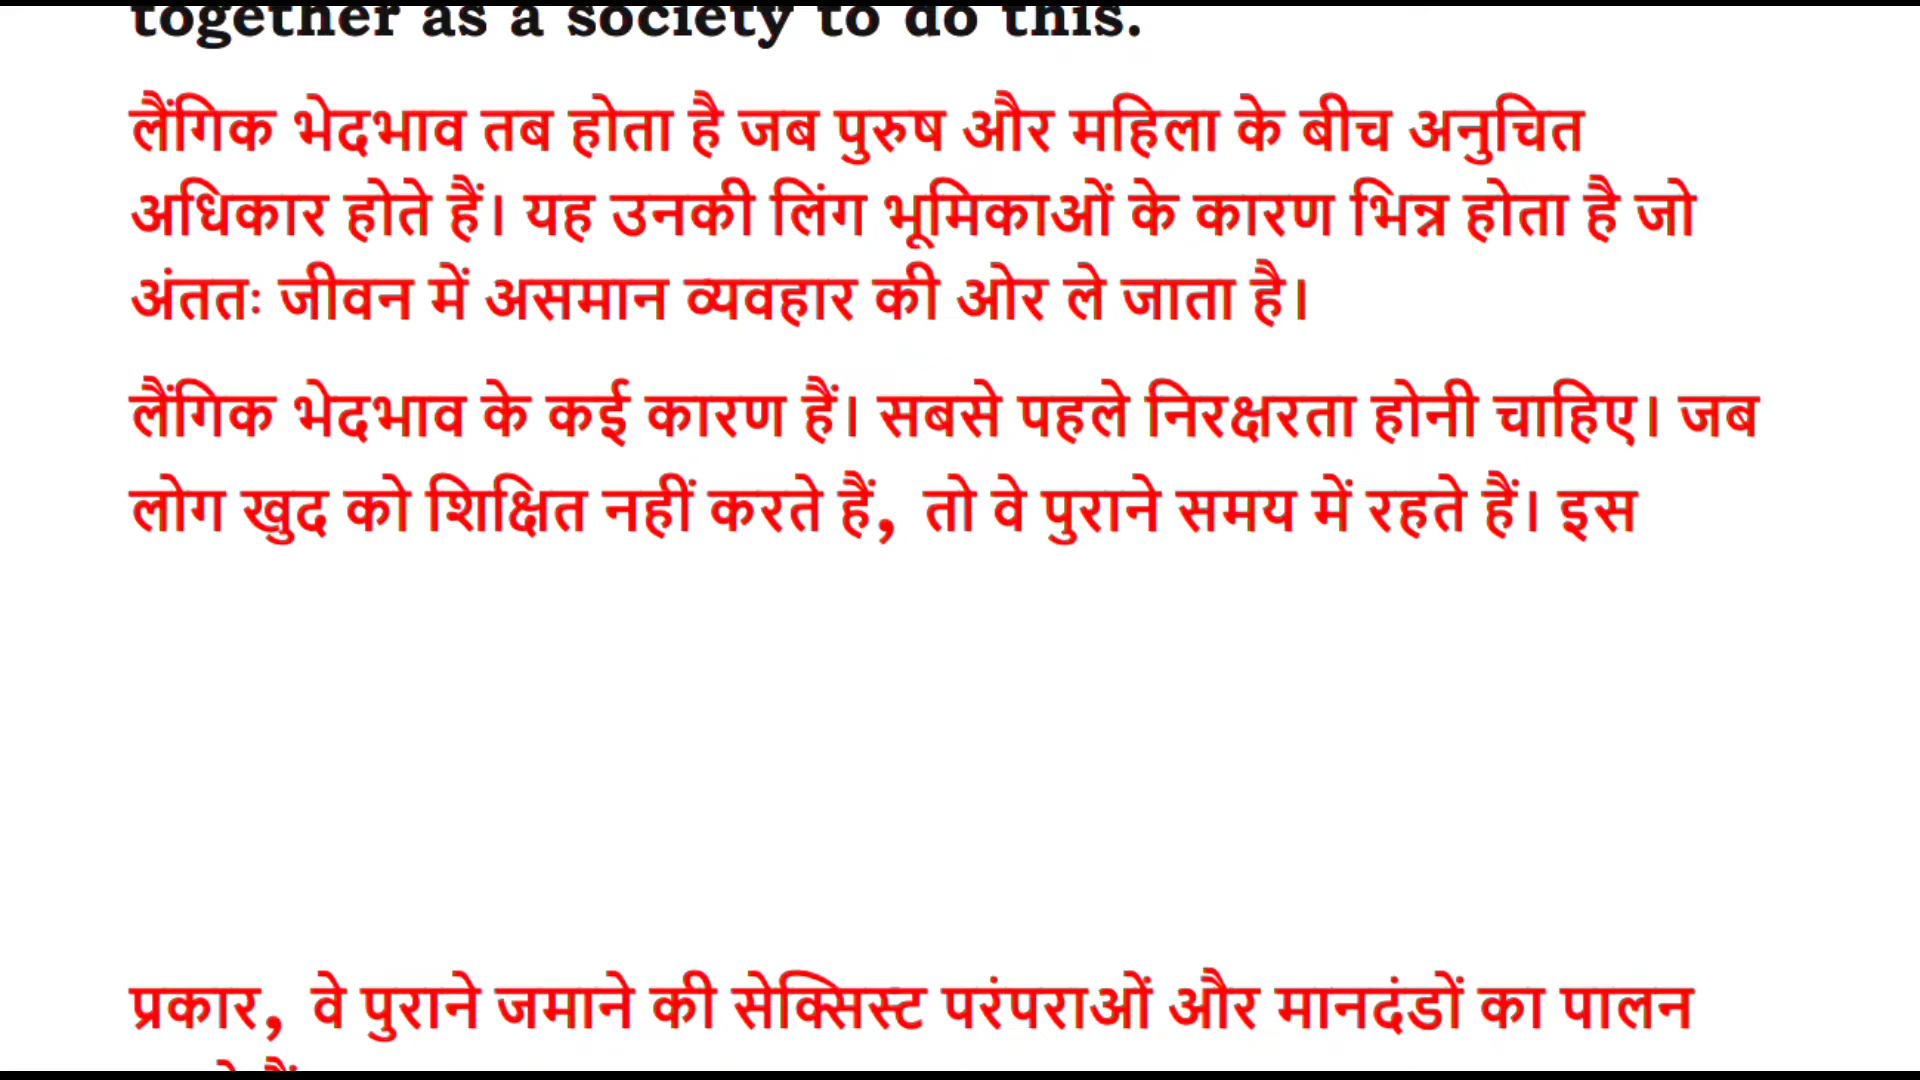 together as a society to do this.
लैंगिक भेदभाव तब होता है जब पुरुष और महिला के बीच अनुचित
अधिकार होते हैं। यह उनकी लिंग भूमिकाओं के कारण भिन्न होता है जो
अंततः जीवन में असमान व्यवहार की ओर ले जाता है।
लैंगिक भेदभाव के कई कारण हैं। सबसे पहले निरक्षरता होनी चाहिए। जब
लोग खुद को शिक्षित नहीं करते हैं, तो वे पुराने समय में रहते हैं। इस
प्रकार, वे पुराने जमाने की सेक्सिस्ट परंपराओं और मानदंडों का पालन